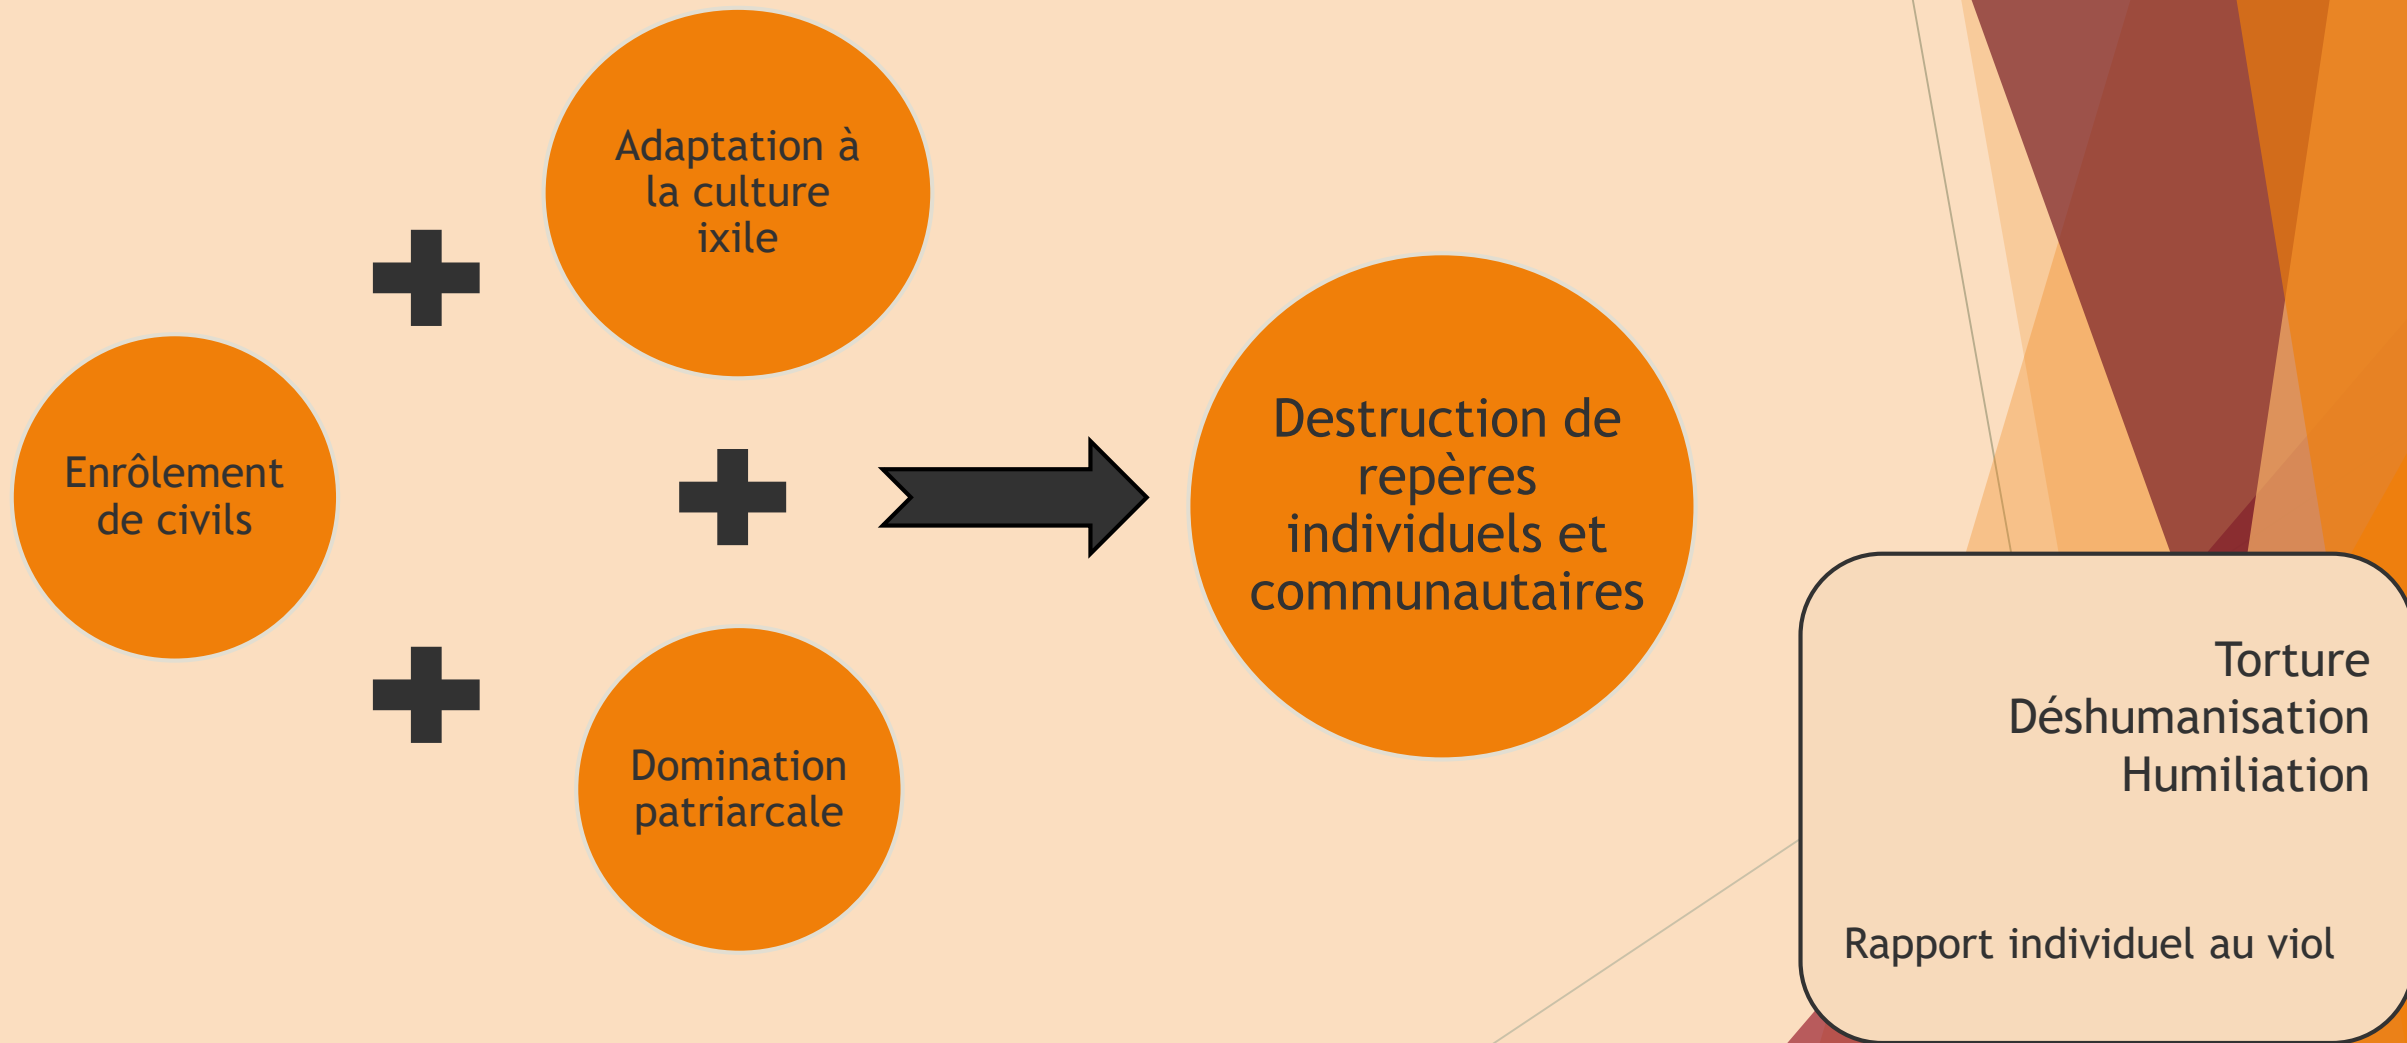 Enrôlement
de civils
Adaptation à
la culture
ixile
Domination
patriarcale
Destruction de
repères
individuels et
communautaires
Torture
Déshumanisation
Humiliation
Rapport individuel au viol